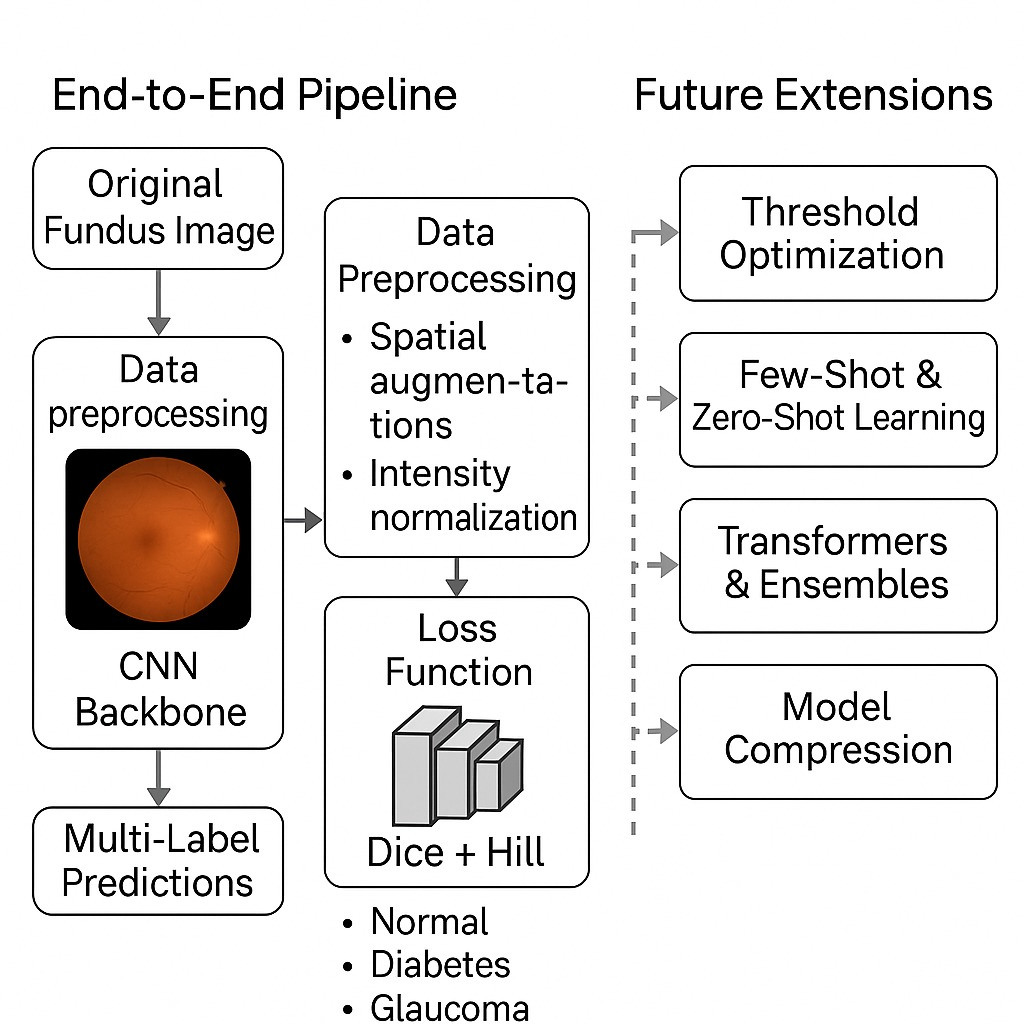 End-to-End Pipeline
Original
Fundus Image
Data
preprocessing
CNN
Backbone
Multi-Label
Predictions
Data
Preprocessing
• Spatial
augmen-ta-
tions
• Intensity
normalization
Loss
Function
Dice + Hill
• Normal
• Diabetes
• Glaucoma
Future Extensions
Threshold
Optimization
Few-Shot &
Zero-Shot Learning
Transformers
& Ensembles
Model
Compression